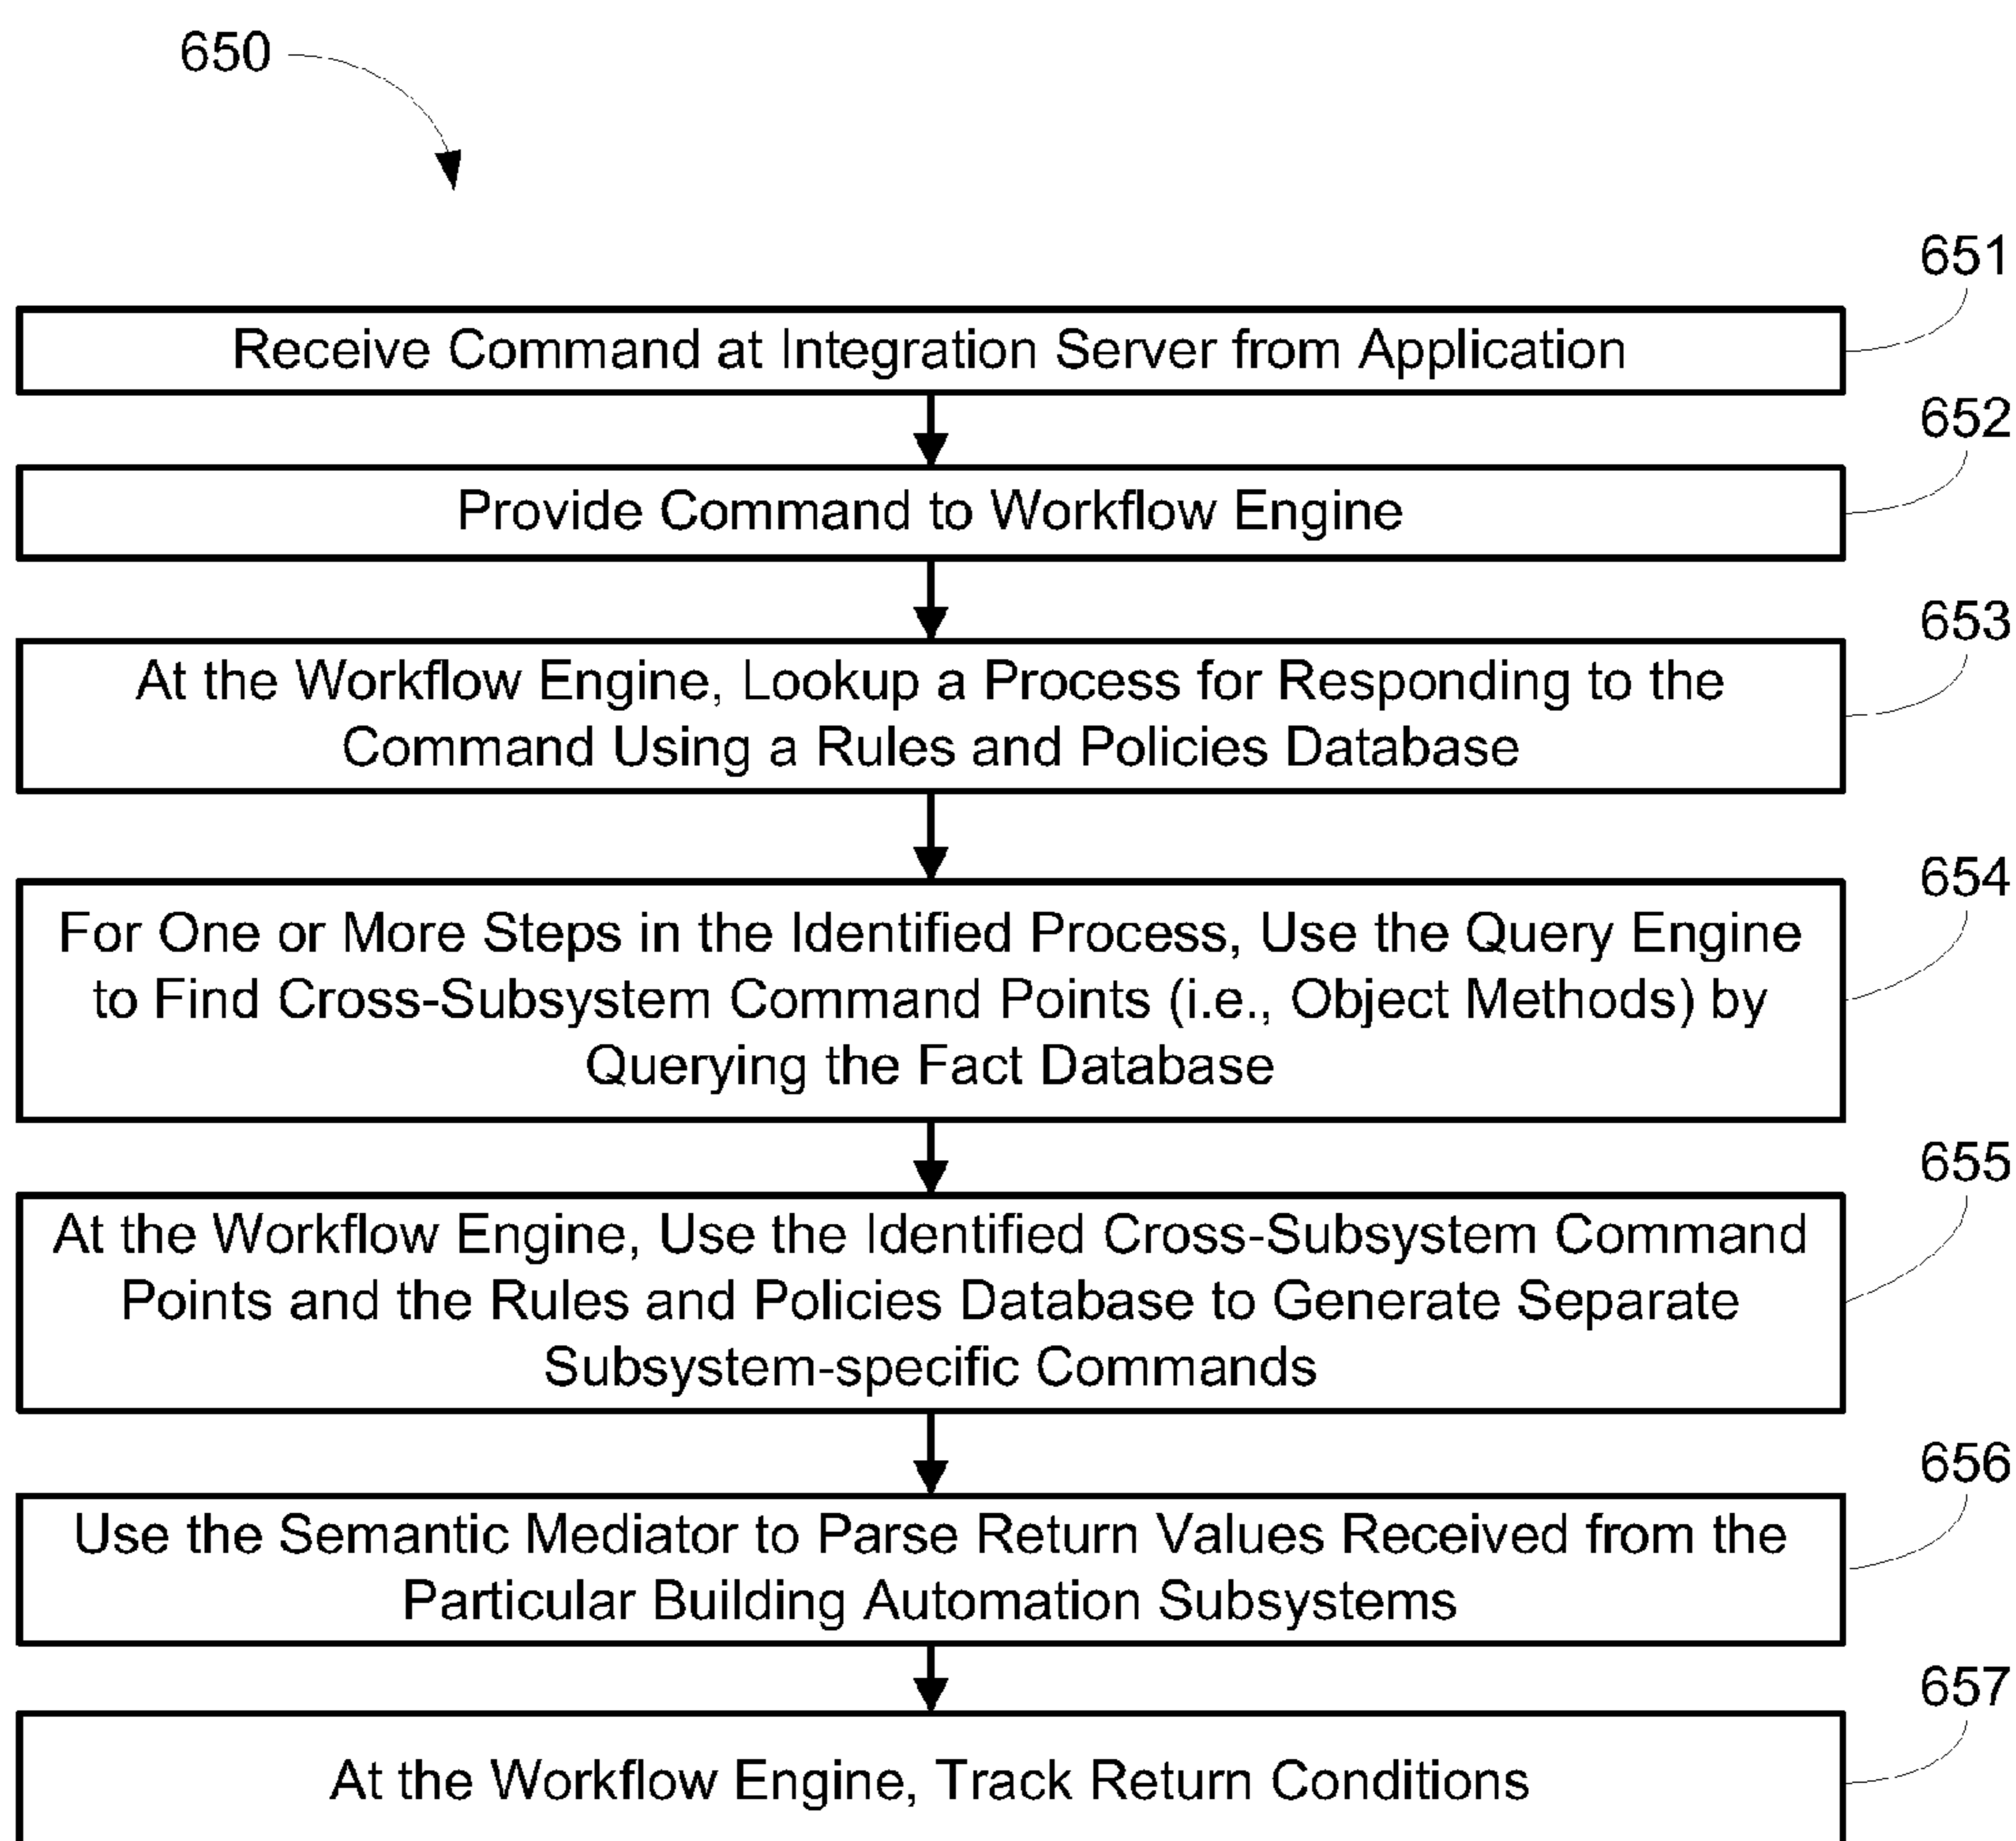 650
651
Receive Command at Integration Server from Application
652
Provide Command to Workflow Engine
653
At the Workflow Engine, Lookup a Process for Responding to the
Command Using a Rules and Policies Database
654
For One or More Steps in the Identified Process, Use the Query Engine
to Find Cross-Subsystem Command Points (i.e., Object Methods) by
Querying the Fact Database
655
At the Workflow Engine, Use the Identified Cross-Subsystem Command
Points and the Rules and Policies Database to Generate Separate
Subsystem-specific Commands
656
Use the Semantic Mediator to Parse Return Values Received from the
Particular Building Automation Subsystems
657
At the Workflow Engine, Track Return Conditions